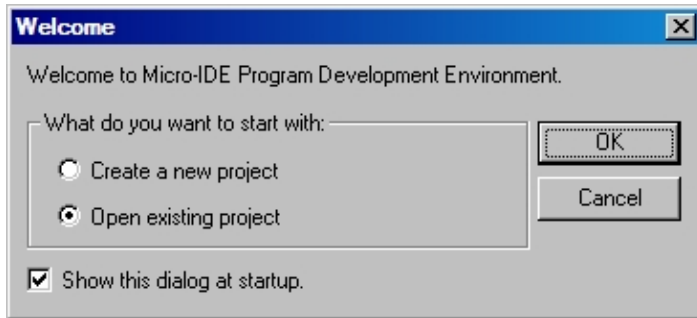 Welcome
Welcome to Micro-IDE Program Development Environment.
What do you want to start with:
Create a new project
Open existing project
OK
Cancel
Show this dialog at startup.